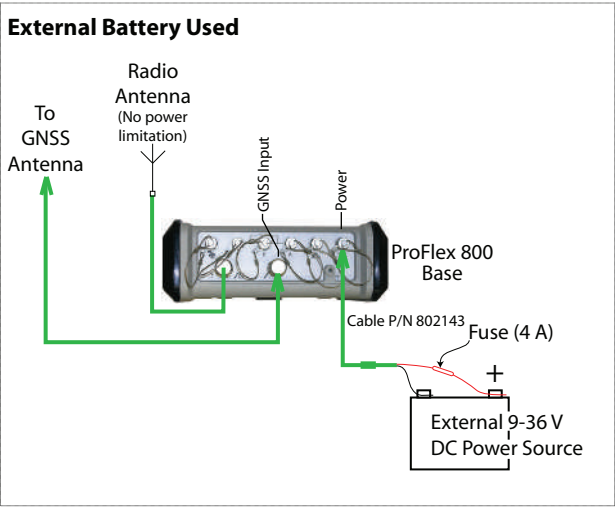 External Battery Used
Radio
Antenna
(No power
limitation)
To
GNSS
Antenna
GNSS Input
Power
ProFlex 800
Base
Cable P/N 802143
Fuse (4 A)
+
External 9-36 V
DC Power Source